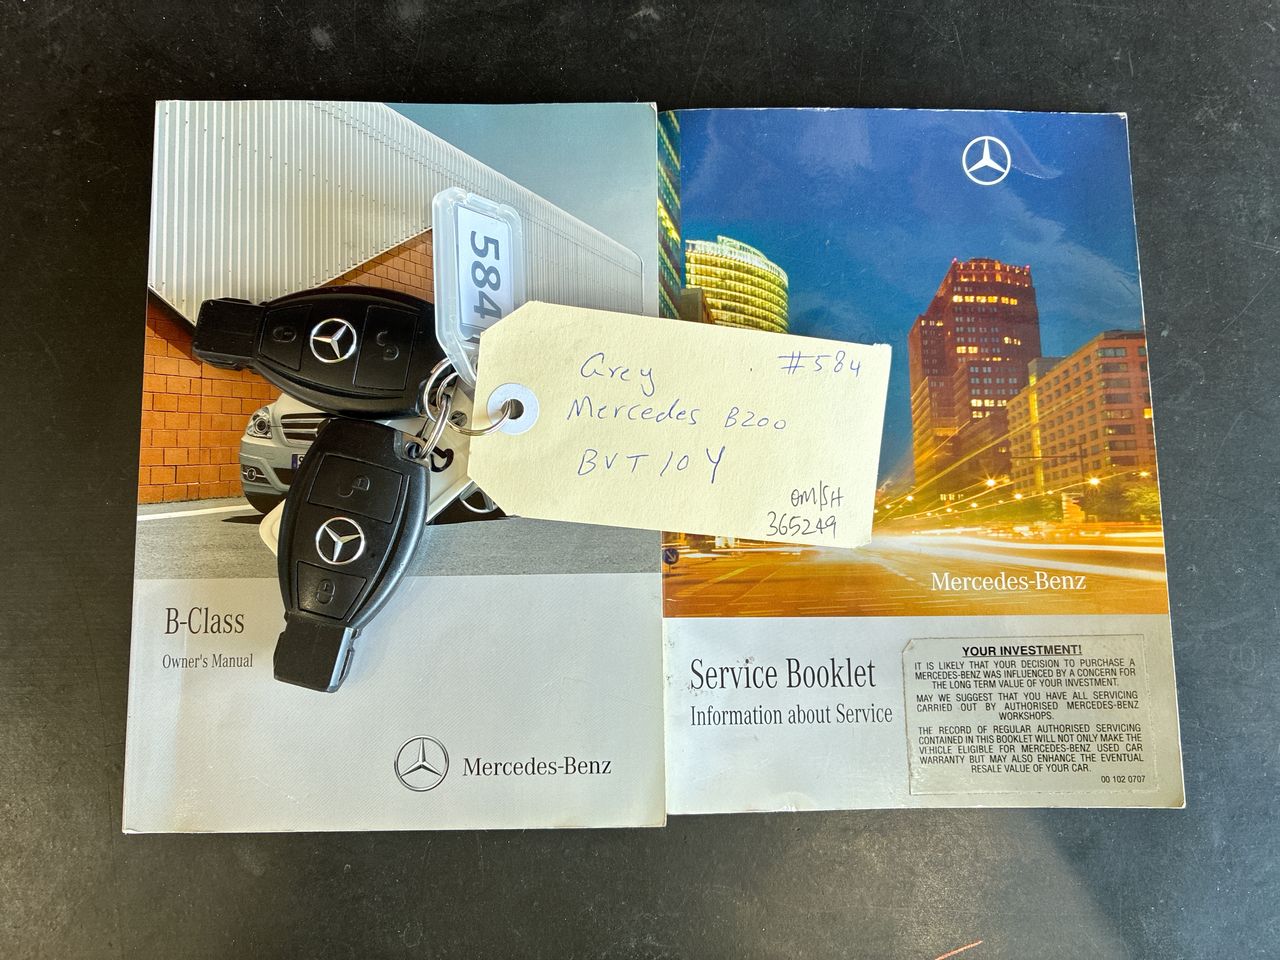 584
Grey
#584
Mercedes B200
BVT10Y
OM/SH
365249
B-Class
Owner's Manual
Mercedes-Benz
Mercedes-Benz
Service Booklet
Information about Service
YOUR INVESTMENT!
IT IS LIKELY THAT YOUR DECISION TO PURCHASE A
MERCEDES-BENZ WAS INFLUENCED BY A CONCERN FOR
THE LONG TERM VALUE OF YOUR INVESTMENT.
MAY WE SUGGEST THAT YOU HAVE ALL SERVICING
CARRIED OUT BY AUTHORISED MERCEDES-BENZ
WORKSHOPS.
THE RECORD OF REGULAR AUTHORISED SERVICING
CONTAINED IN THIS BOOKLET WILL NOT ONLY MAKE THE
VEHICLE ELIGIBLE FOR MERCEDES-BENZ USED CAR
WARRANTY BUT MAY ALSO ENHANCE THE EVENTUAL
RESALE VALUE OF YOUR CAR.
00 102 0707